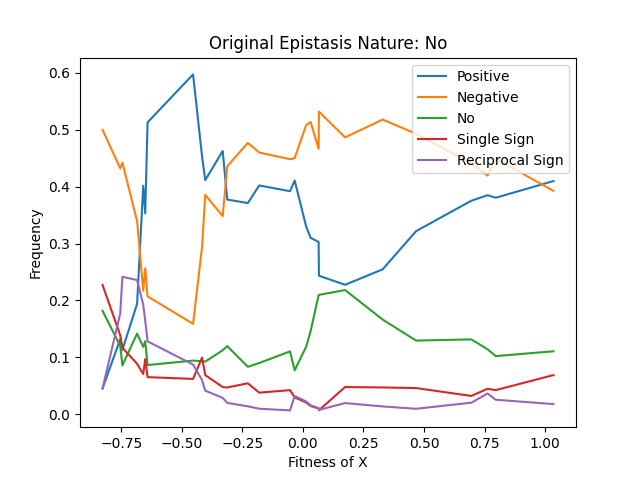 Original Epistasis Nature: No
Positive
Negative
No
Single Sign
Reciprocal Sign
Frequency
0.6
0.5
0.4
0.3
0.2
0.1
0.0
−0.75 −0.50 −0.25 0.00 0.25 0.50 0.75 1.00
Fitness of X